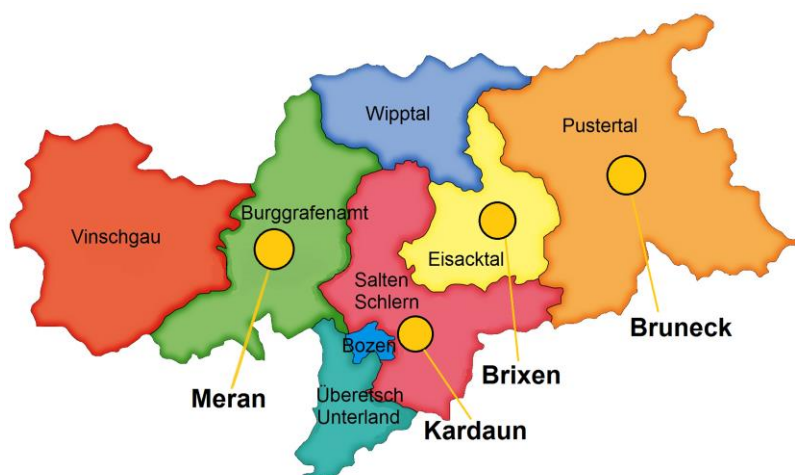 Wipptal
Pustertal
Burggrafenamt
Vinschgau
Eisacktal
Salten
Schlern
Bozen
Bruneck
Brixen
Meran
Überetsch
Unterland
Kardaun